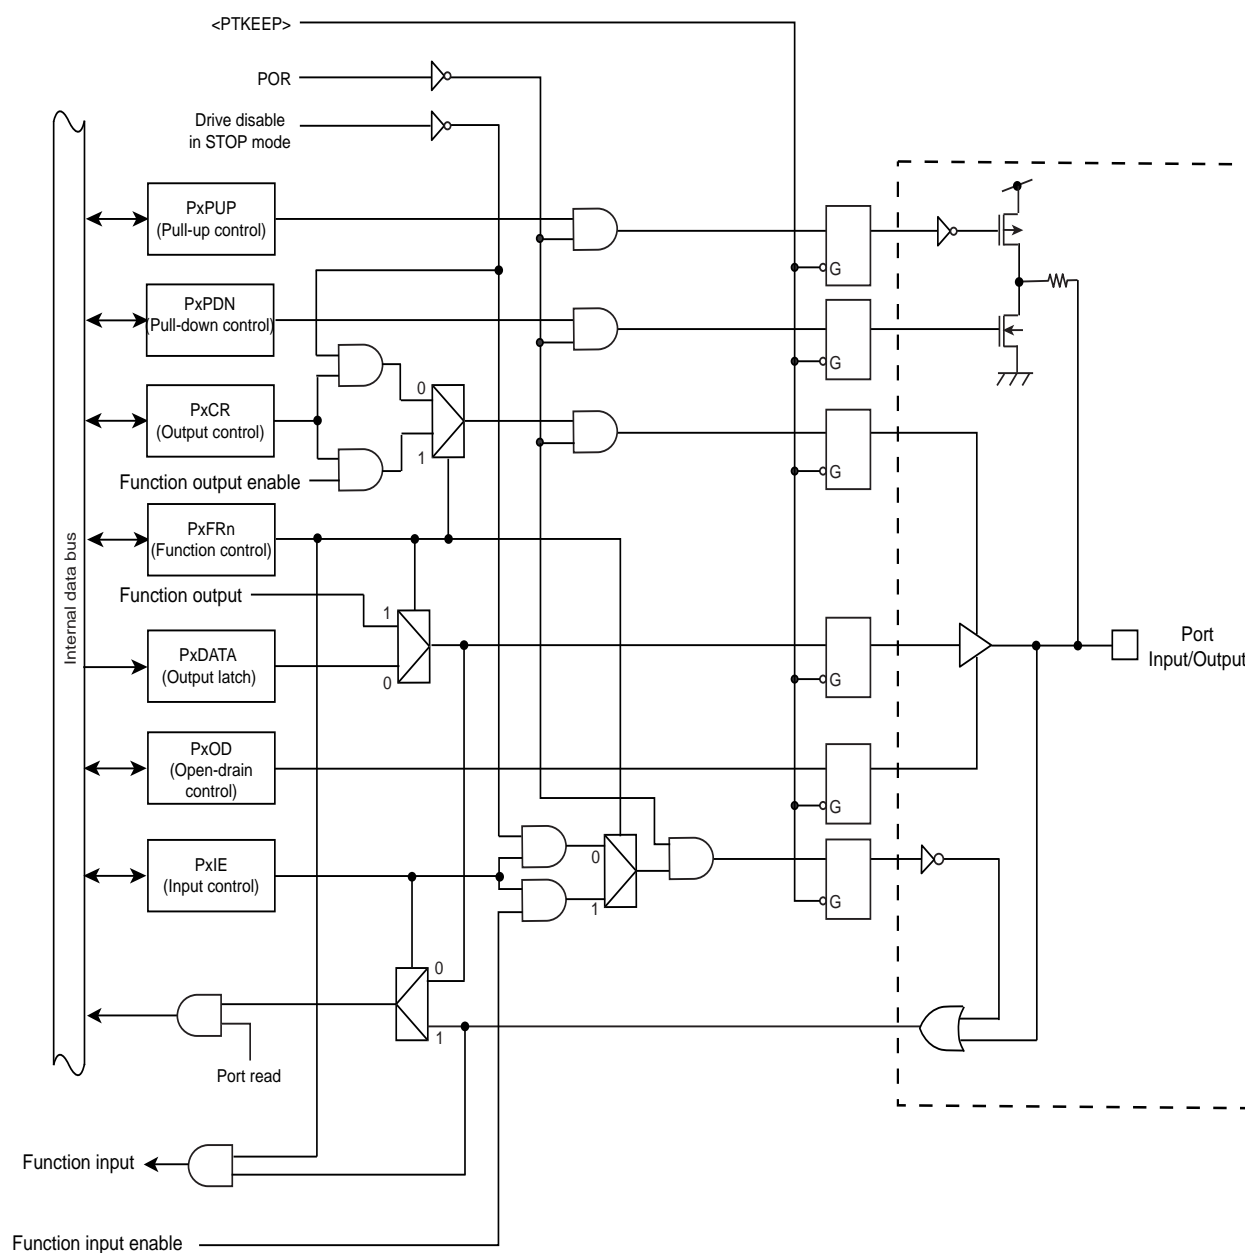 <PTKEEP>
POR
Drive disable
in STOP mode
PxPUP
(Pull-up control)
G
PxPDN
(Pull-down control)
G
0
PxCR
(Output control)
1
G
Function output enable
PxFRn
(Function control)
Internal data bus
Function output
1
PxDATA
(Output latch)
0
G
Port
Input/Output
PxOD
(Open-drain
control)
G
PxIE
(Input control)
0
1
G
0
1
Port read
Function input
Function input enable